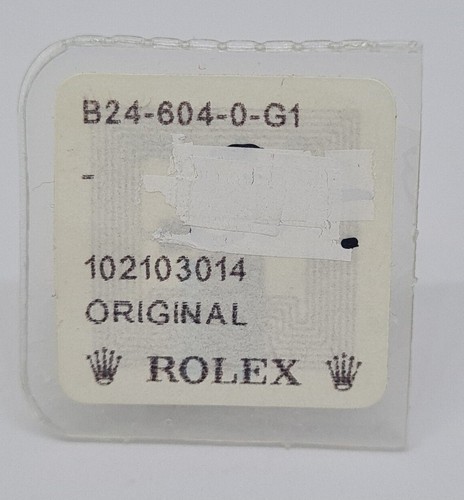 B24-604-0-G1
-
102103014
ORIGINAL
ROLEX